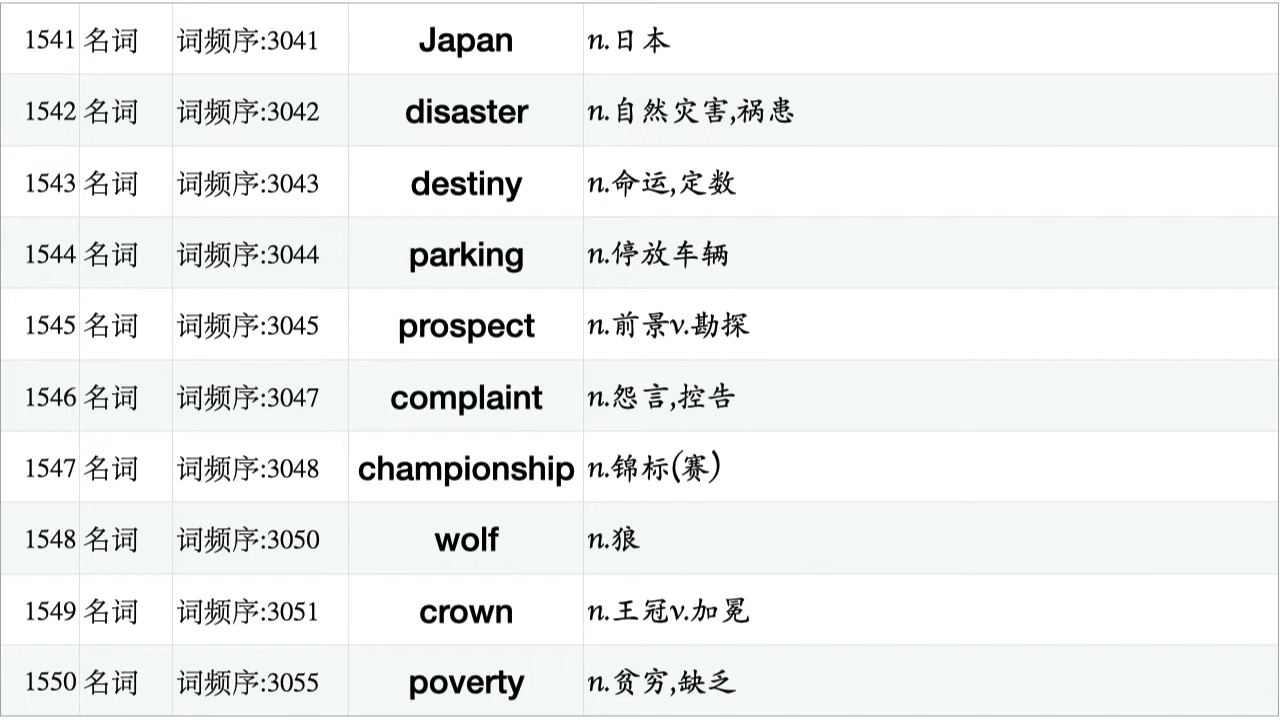 1541 名词 词频序:3041 Japan n.日本
1542 名词 词频序:3042 disaster n.自然灾害,祸患
1543 名词 词频序:3043 destiny n.命运,定数
1544 名词 词频序:3044 parking n.停放车辆
1545 名词 词频序:3045 prospect n.前景v.勘探
1546 名词 词频序:3047 complaint n.怨言,控告
1547 名词 词频序:3048 championship n.锦标(赛)
1548 名词 词频序:3050 wolf n.狼
1549 名词 词频序:3051 crown n.王冠v.加冕
1550 名词 词频序:3055 poverty n.贫穷,缺乏